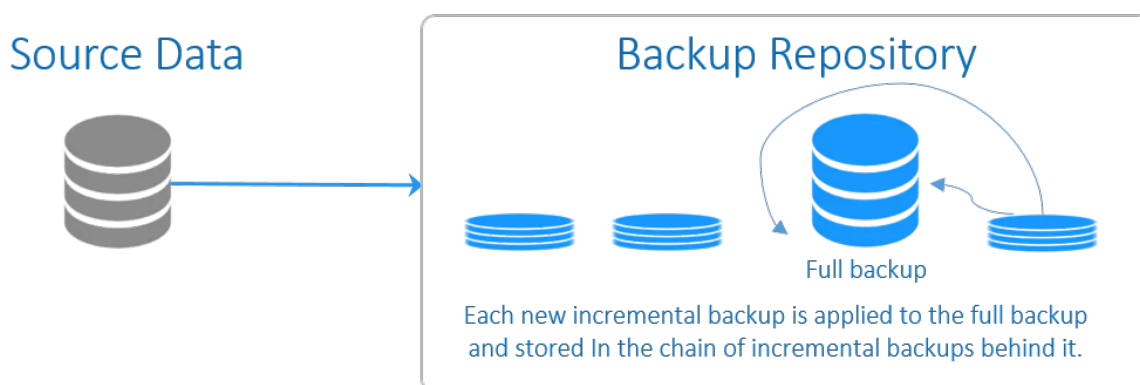 Source Data
Backup Repository
Full backup
Each new incremental backup is applied to the full backup
and stored In the chain of incremental backups behind it.